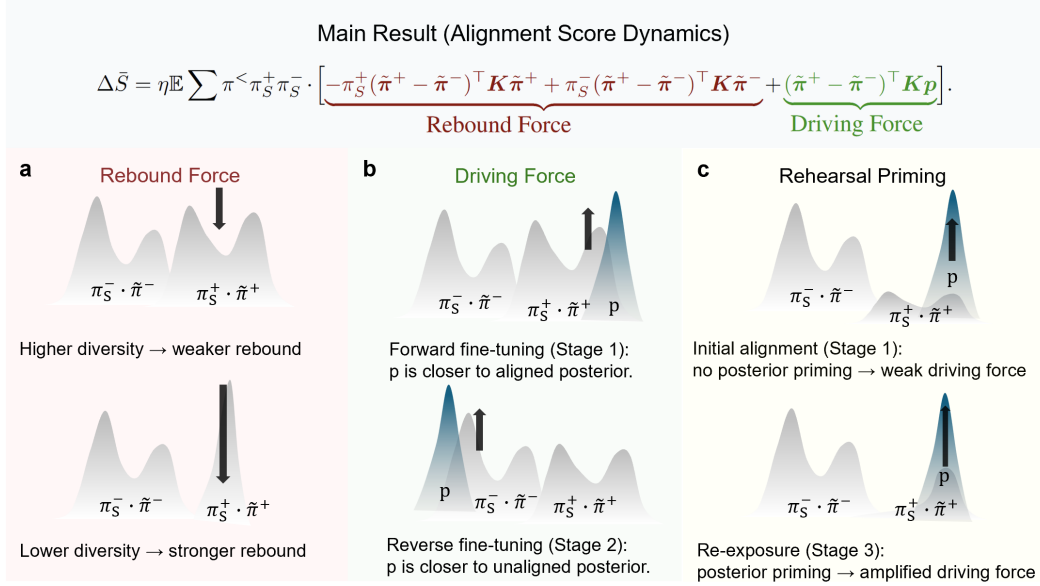 Main Result (Alignment Score Dynamics)
ΔS̄ = η𝔼 ∑ π^< π_S^+ π_S^- · [−π_S^+ (π̃^+ − π̃^-)^⊤ K π̃^+ + π_S^- (π̃^+ − π̃^-)^⊤ K π̃^- + (π̃^+ − π̃^-)^⊤ K p].
Rebound Force
Driving Force
a
Rebound Force
π_S^- · π̃^-
π_S^+ · π̃^+
Higher diversity → weaker rebound
π_S^- · π̃^-
π_S^+ · π̃^+
Lower diversity → stronger rebound
b
Driving Force
π_S^- · π̃^-
π_S^+ · π̃^+
p
Forward fine-tuning (Stage 1):
p is closer to aligned posterior.
p
π_S^- · π̃^-
π_S^+ · π̃^+
Reverse fine-tuning (Stage 2):
p is closer to unaligned posterior.
c
Rehearsal Priming
p
π_S^- · π̃^-
π_S^+ · π̃^+
Initial alignment (Stage 1):
no posterior priming → weak driving force
p
π_S^- · π̃^-
π_S^+ · π̃^+
Re-exposure (Stage 3):
posterior priming → amplified driving force